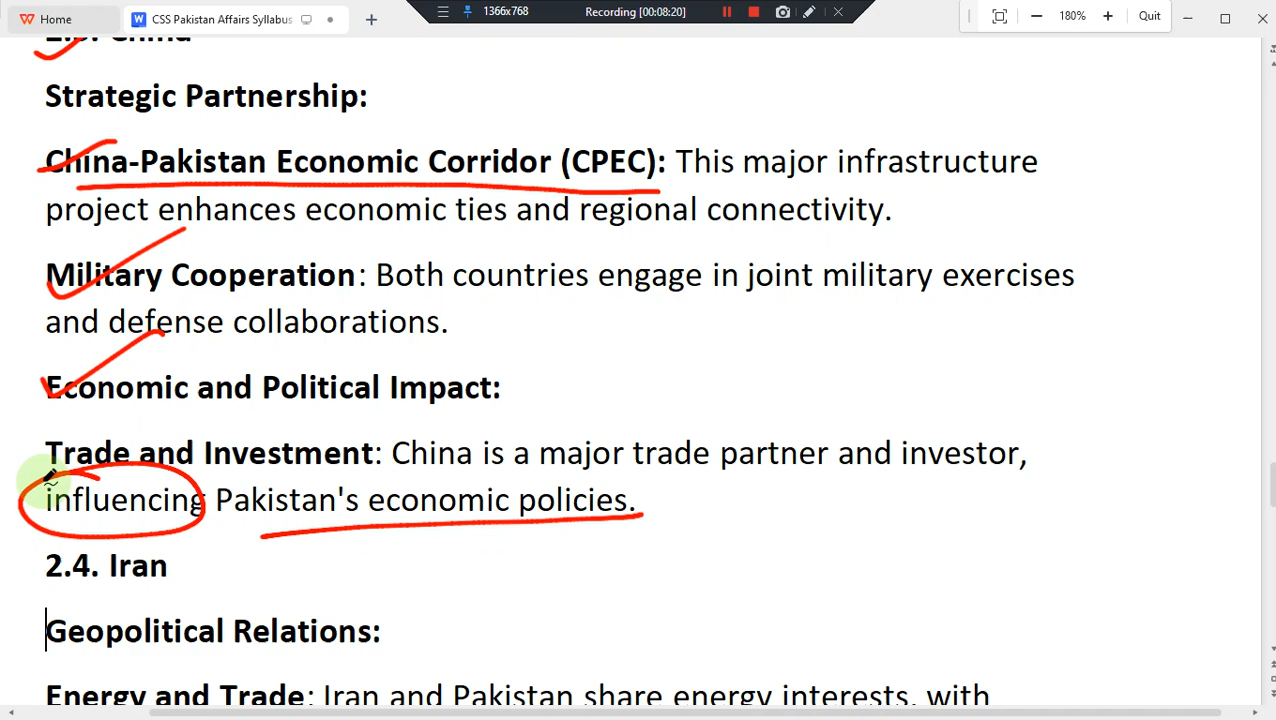 Home
CSS Pakistan Affairs Syllabus
1366x768
Recording [00:08:20]
180%
Quit
China
Strategic Partnership:
China-Pakistan Economic Corridor (CPEC): This major infrastructure
project enhances economic ties and regional connectivity.
Military Cooperation: Both countries engage in joint military exercises
and defense collaborations.
Economic and Political Impact:
Trade and Investment: China is a major trade partner and investor,
influencing Pakistan's economic policies.
2.4. Iran
Geopolitical Relations:
Energy and Trade: Iran and Pakistan share energy interests, with